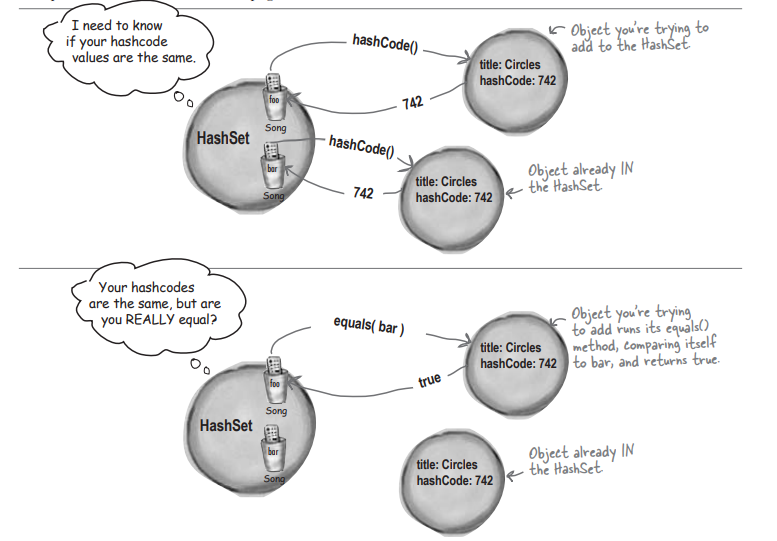 I need to know
if your hashcode
values are the same.
hashCode()
Object you're trying to
add to the HashSet.
title: Circles
hashCode: 742
foo
742
Song
HashSet
hashCode()
bar
742
Song
title: Circles
hashCode: 742
Object already IN
the HashSet.
Your hashcodes
are the same, but are
you REALLY equal?
equals( bar )
Object you're trying
to add runs its equals()
method, comparing itself
to bar, and returns true.
title: Circles
hashCode: 742
true
foo
Song
HashSet
bar
Song
title: Circles
hashCode: 742
Object already IN
the HashSet